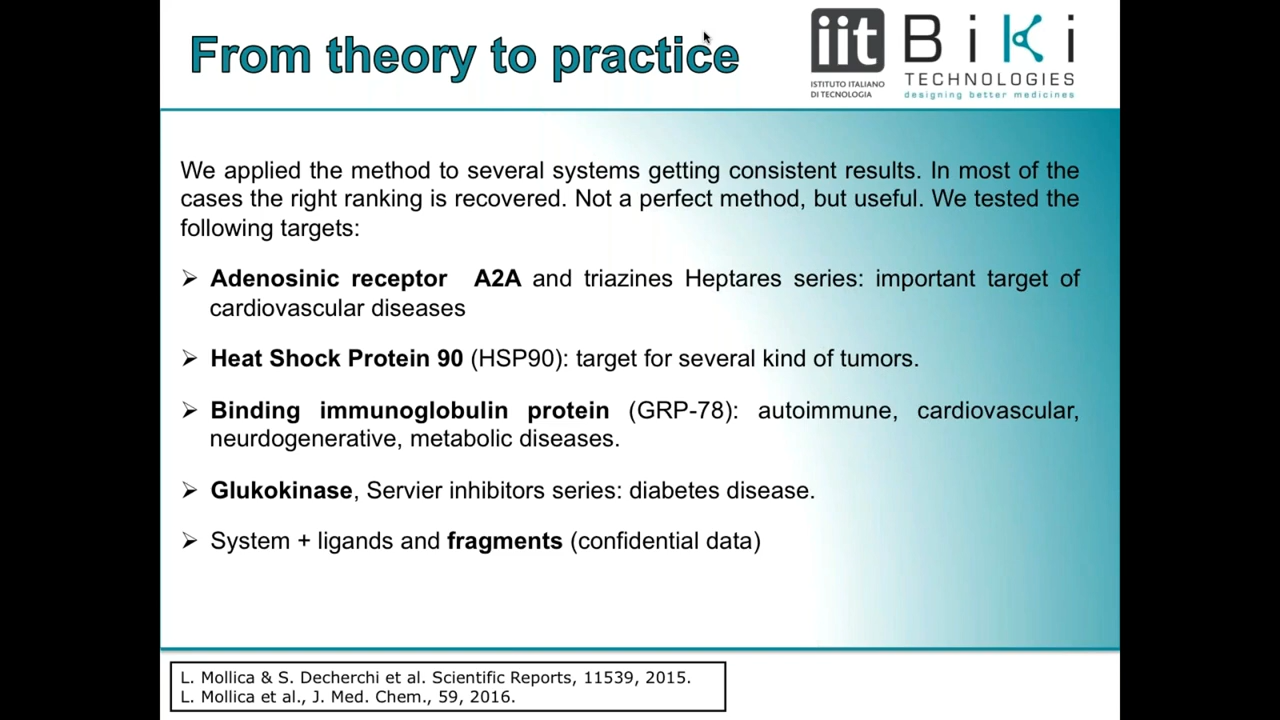 From theory to practice
iit
ISTITUTO ITALIANO
DI TECNOLOGIA
BiKi
TECHNOLOGIES
designing better medicines
We applied the method to several systems getting consistent results. In most of the
cases the right ranking is recovered. Not a perfect method, but useful. We tested the
following targets:
➢ Adenosinic receptor A2A and triazines Heptares series: important target of
cardiovascular diseases
➢ Heat Shock Protein 90 (HSP90): target for several kind of tumors.
➢ Binding immunoglobulin protein (GRP-78): autoimmune, cardiovascular,
neurdogenerative, metabolic diseases.
➢ Glukokinase, Servier inhibitors series: diabetes disease.
➢ System + ligands and fragments (confidential data)
L. Mollica & S. Decherchi et al. Scientific Reports, 11539, 2015.
L. Mollica et al., J. Med. Chem., 59, 2016.